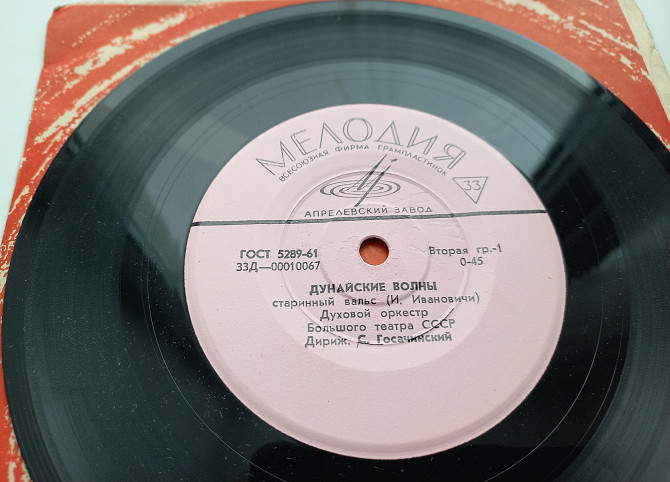 МЕЛОДИЯ
ВСЕСОЮЗНАЯ ФИРМА ГРАМПЛАСТИНОК
33
АПРЕЛЕВСКИЙ ЗАВОД
ГОСТ 5289-61
33Д—00010067
Вторая гр.-1
0-45
ДУНАЙСКИЕ ВОЛНЫ
старинный вальс (И. Ивановичи)
Духовой оркестр
Большого театра СССР
Дириж. С. Госачинский